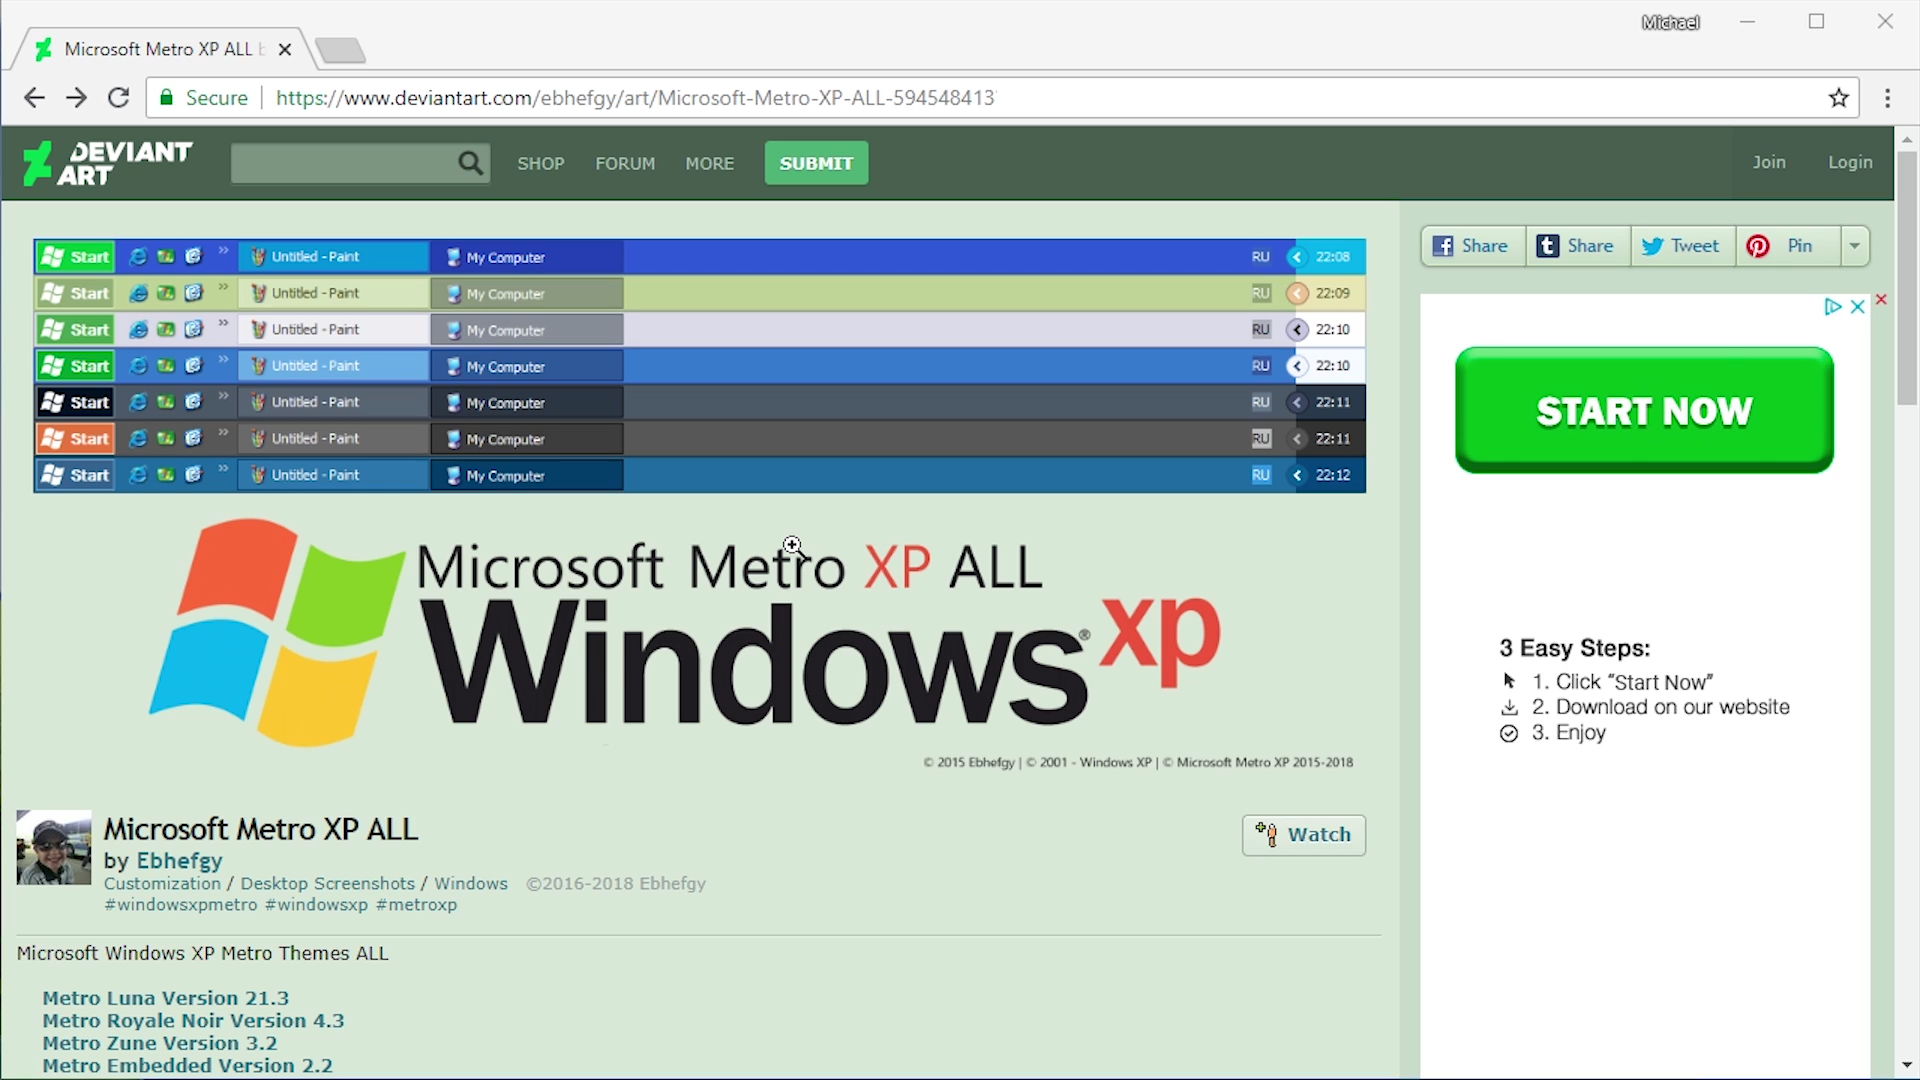 Michael
Microsoft Metro XP ALL
Secure
https://www.deviantart.com/ebhefgy/art/Microsoft-Metro-XP-ALL-594548413
DEVIANT
ART
SHOP FORUM MORE SUBMIT
Join Login
Start » Untitled - Paint My Computer RU 22:08
Start » Untitled - Paint My Computer RU 22:09
Start » Untitled - Paint My Computer RU 22:10
Start » Untitled - Paint My Computer RU 22:10
Start » Untitled - Paint My Computer RU 22:11
Start » Untitled - Paint My Computer RU 22:11
Start » Untitled - Paint My Computer RU 22:12
Microsoft Metro XP ALL
Windows® xp
© 2015 Ebhefgy | © 2001 - Windows XP | © Microsoft Metro XP 2015-2018
Microsoft Metro XP ALL
by Ebhefgy
Customization / Desktop Screenshots / Windows ©2016-2018 Ebhefgy
#windowsxpmetro #windowsxp #metroxp
Watch
Microsoft Windows XP Metro Themes ALL
Metro Luna Version 21.3
Metro Royale Noir Version 4.3
Metro Zune Version 3.2
Metro Embedded Version 2.2
Share Share Tweet Pin
START NOW
3 Easy Steps:
1. Click “Start Now”
2. Download on our website
3. Enjoy